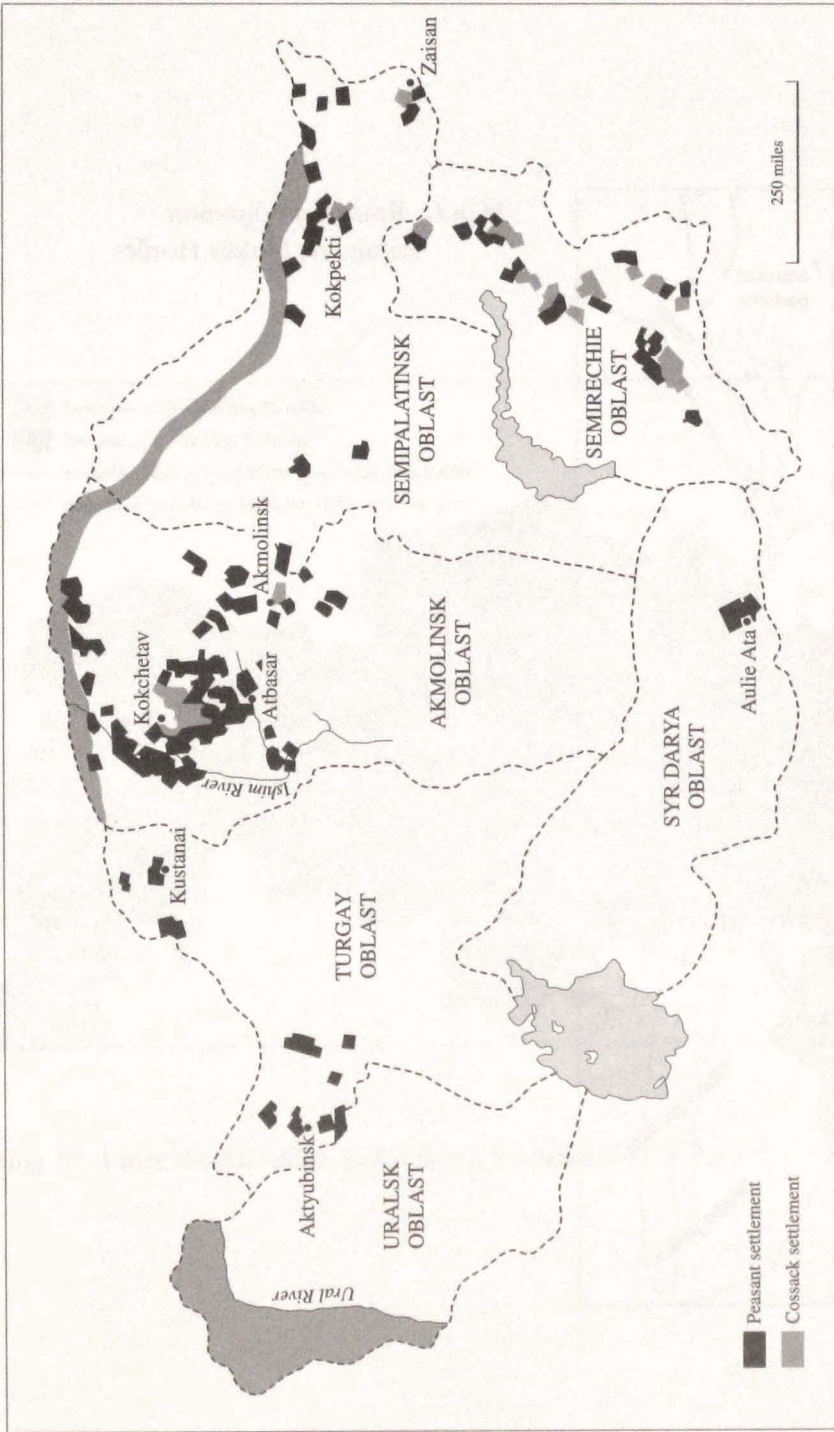 Zaisan
Kokpekti
250 miles
SEMIPALATINSK
OBLAST
SEMIRECHIE
OBLAST
Akmolinsk
Kokchetav
Atbasar
AKMOLINSK
OBLAST
Ishim River
Aulie Ata
SYR DARYA
OBLAST
Kustanai
TURGAY
OBLAST
Aktyubinsk
URALSK
OBLAST
Ural River
Peasant settlement
Cossack settlement